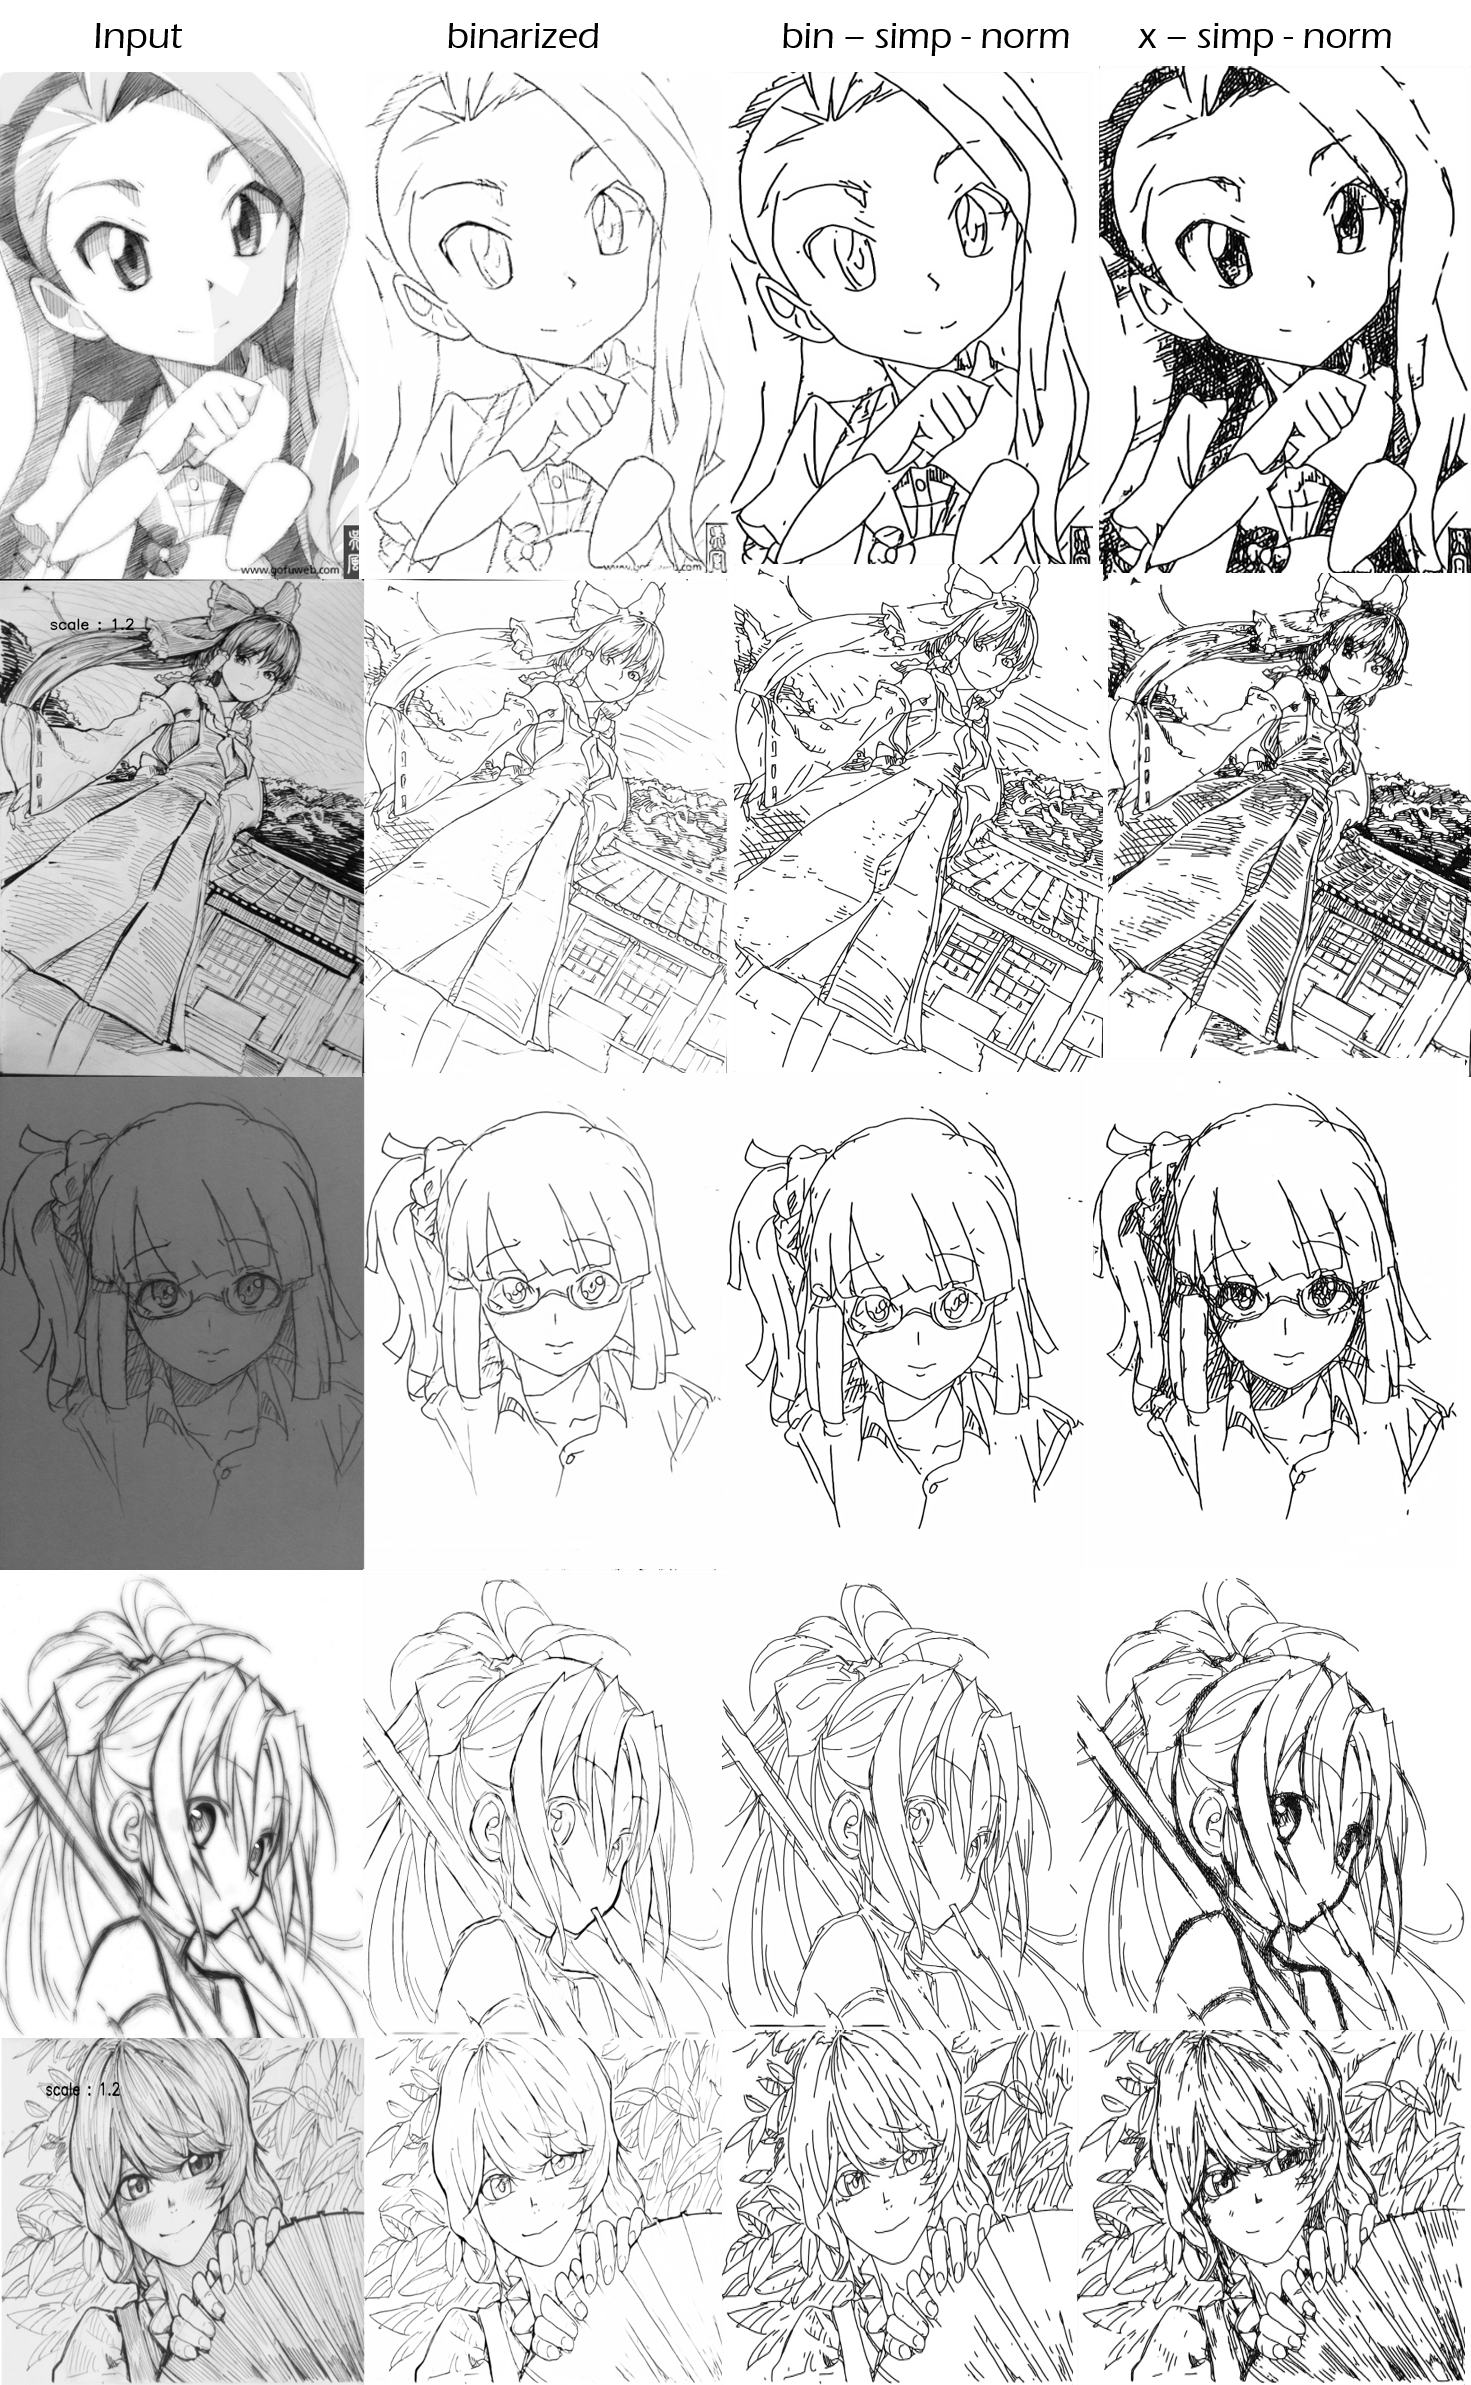 Input binarized bin – simp - norm x – simp - norm
www.gofuweb.com
scale : 1.2
scale : 1.2